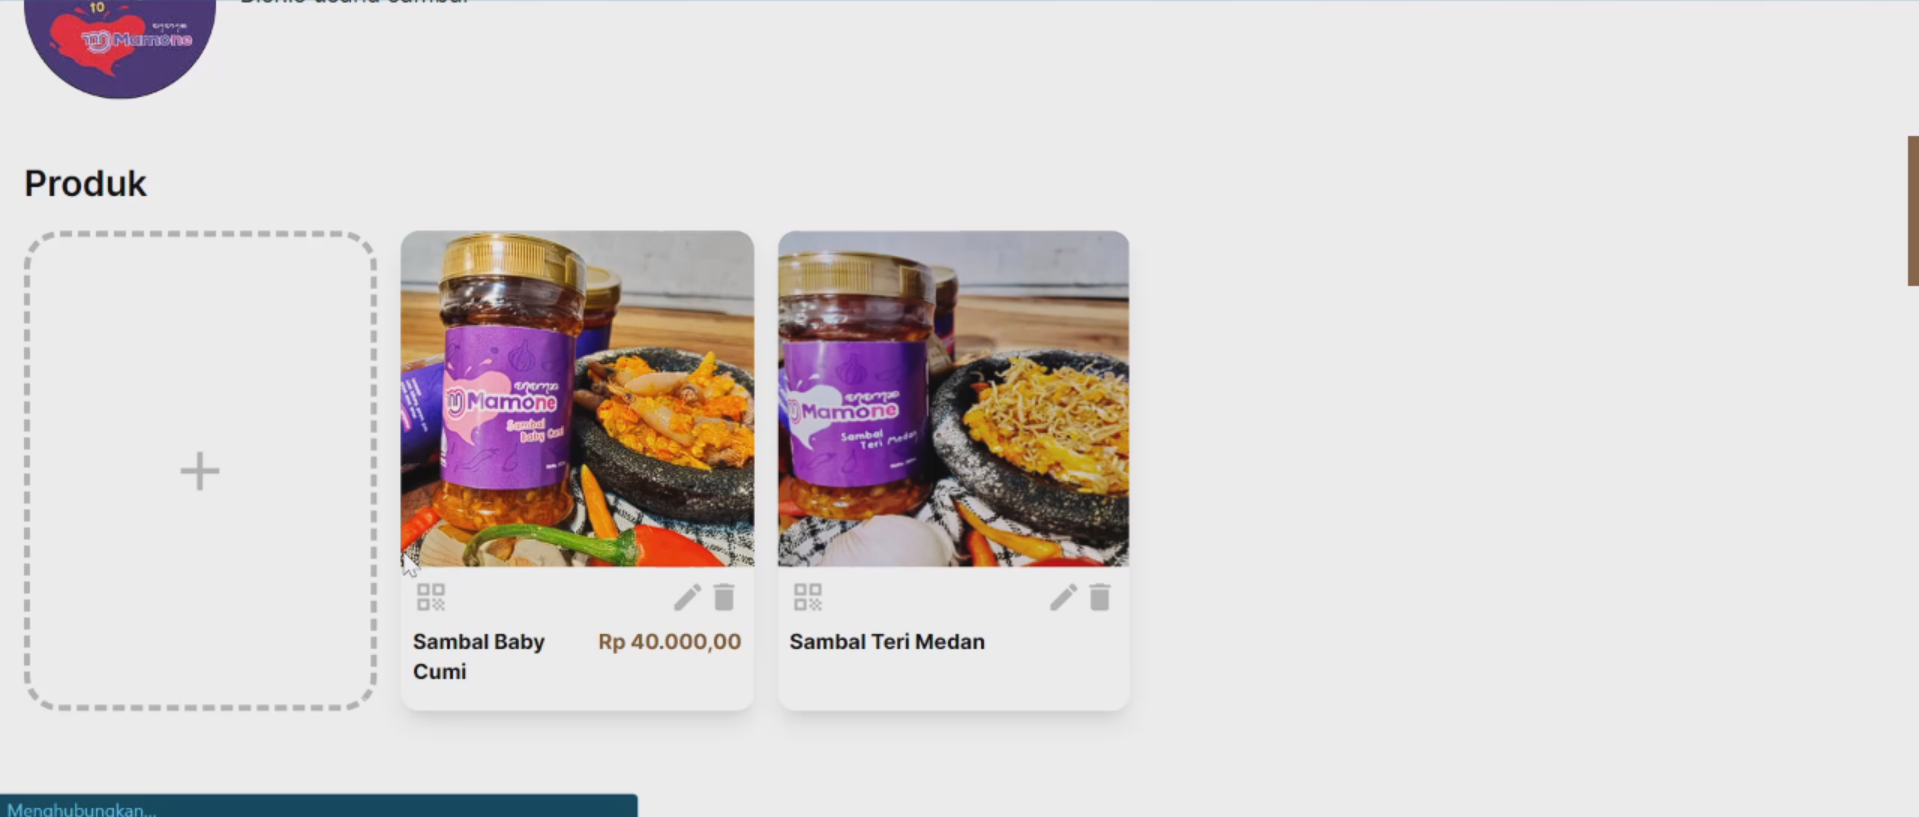 10
Mamone
Produk
Mamone
Sambal
Baby Cumi
Mamone
Sambal
Teri Medan
Sambal Baby
Cumi
Rp 40.000,00
Sambal Teri Medan
Menghubungkan...